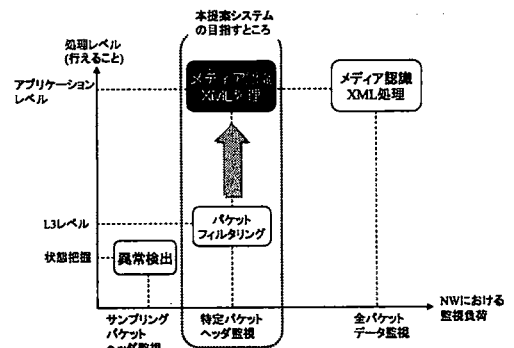 本提案システム
の目指すところ
処理レベル
(行えること)
アプリケーション
レベル
メディア認識
XML処理
メディア認識
XML処理
L3レベル
パケット
フィルタリング
状態把握
異常検出
NWにおける
監視負荷
サンプリング
パケット
ヘッダ監視
特定パケット
ヘッダ監視
全パケット
データ監視